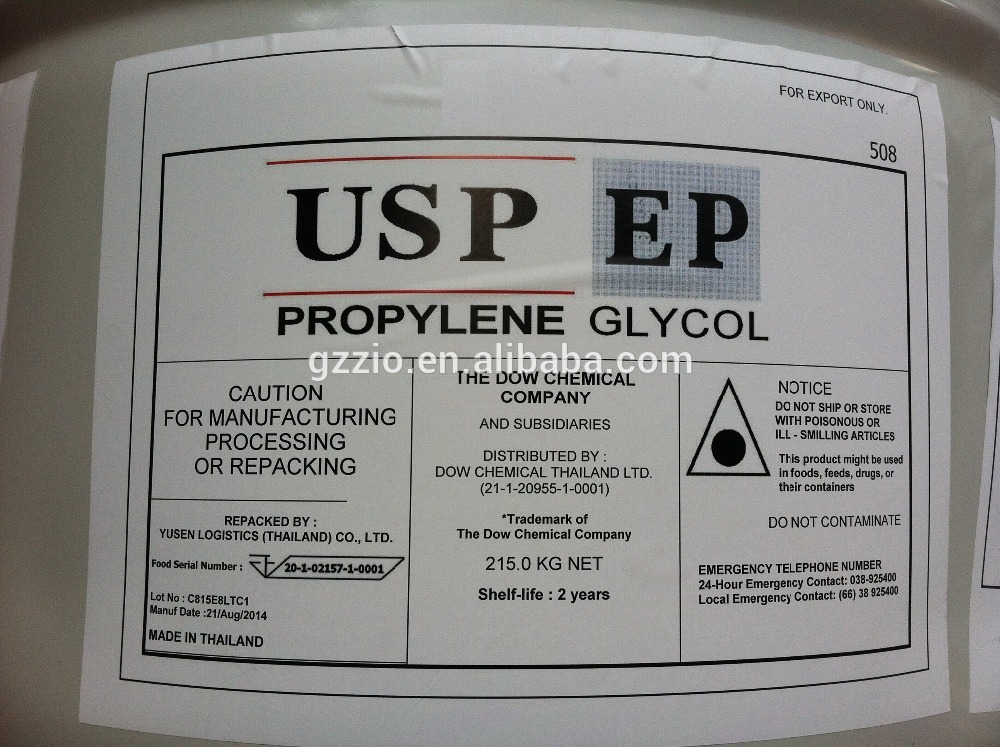 FOR EXPORT ONLY.
508
USP EP
PROPYLENE GLYCOL
gzzio.en.alibaba.com
CAUTION
FOR MANUFACTURING
PROCESSING
OR REPACKING
REPACKED BY :
YUSEN LOGISTICS (THAILAND) CO., LTD.
Food Serial Number : 20-1-02157-1-0001
Lot No : C815E8LTC1
Manuf Date :21/Aug/2014
MADE IN THAILAND
THE DOW CHEMICAL
COMPANY
AND SUBSIDIARIES
DISTRIBUTED BY :
DOW CHEMICAL THAILAND LTD.
(21-1-20955-1-0001)
*Trademark of
The Dow Chemical Company
215.0 KG NET
Shelf-life : 2 years
NOTICE
DO NOT SHIP OR STORE
WITH POISONOUS OR
ILL - SMILLING ARTICLES
This product might be used
in foods, feeds, drugs, or
their containers
DO NOT CONTAMINATE
EMERGENCY TELEPHONE NUMBER
24-Hour Emergency Contact: 038-925400
Local Emergency Contact: (66) 38 925400